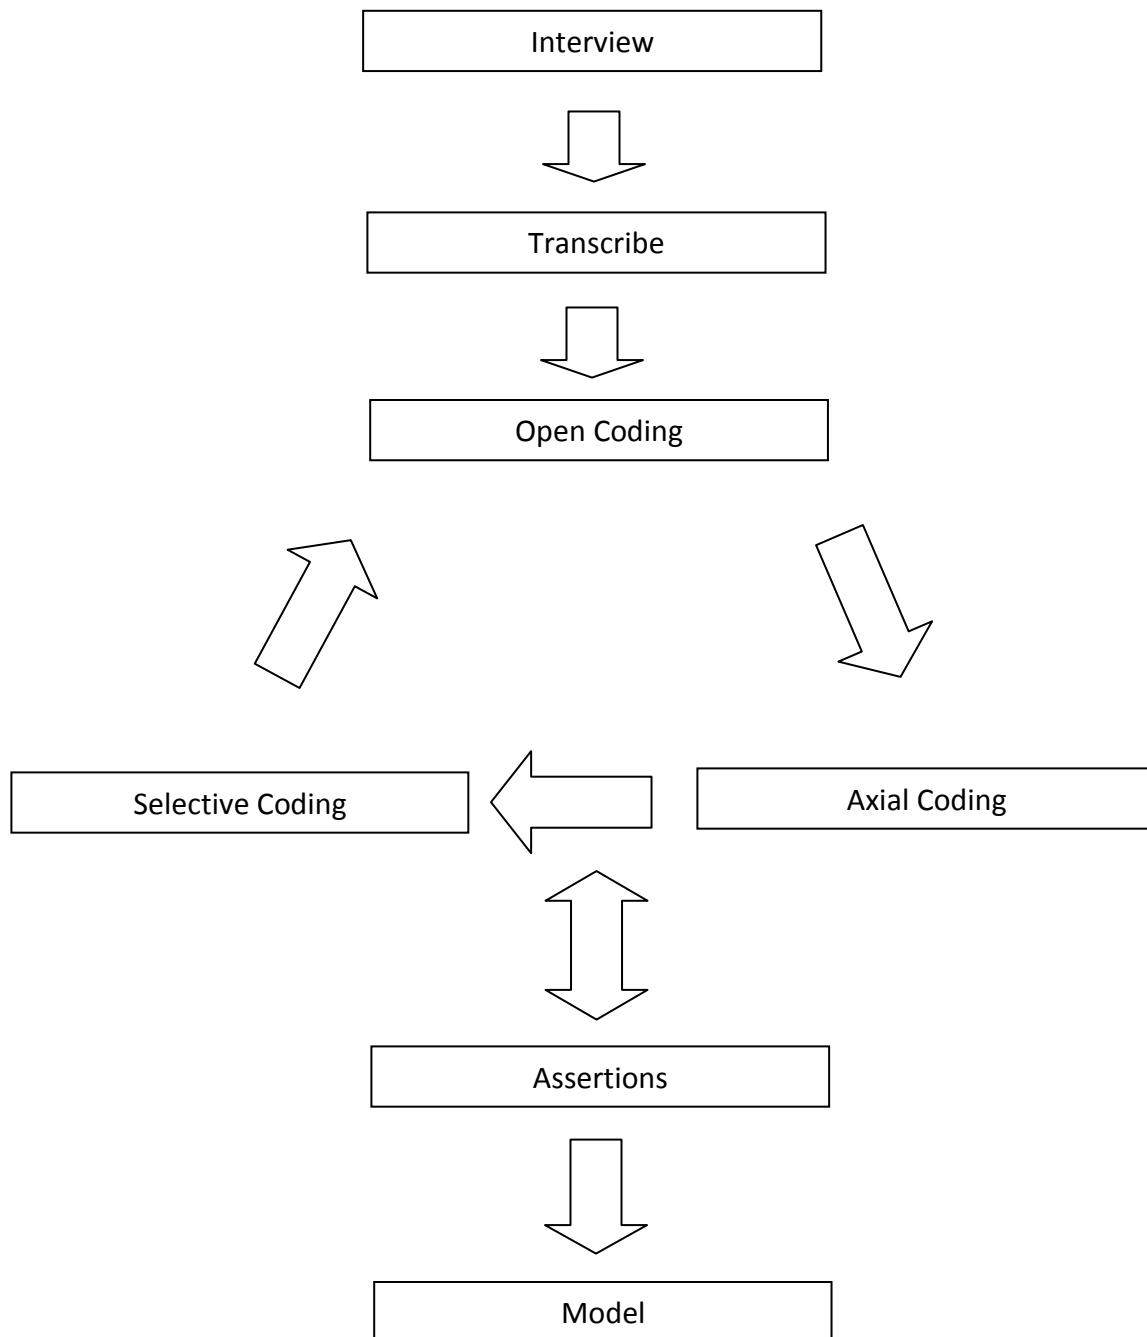 Interview
Transcribe
Open Coding
Selective Coding
Axial Coding
Assertions
Model